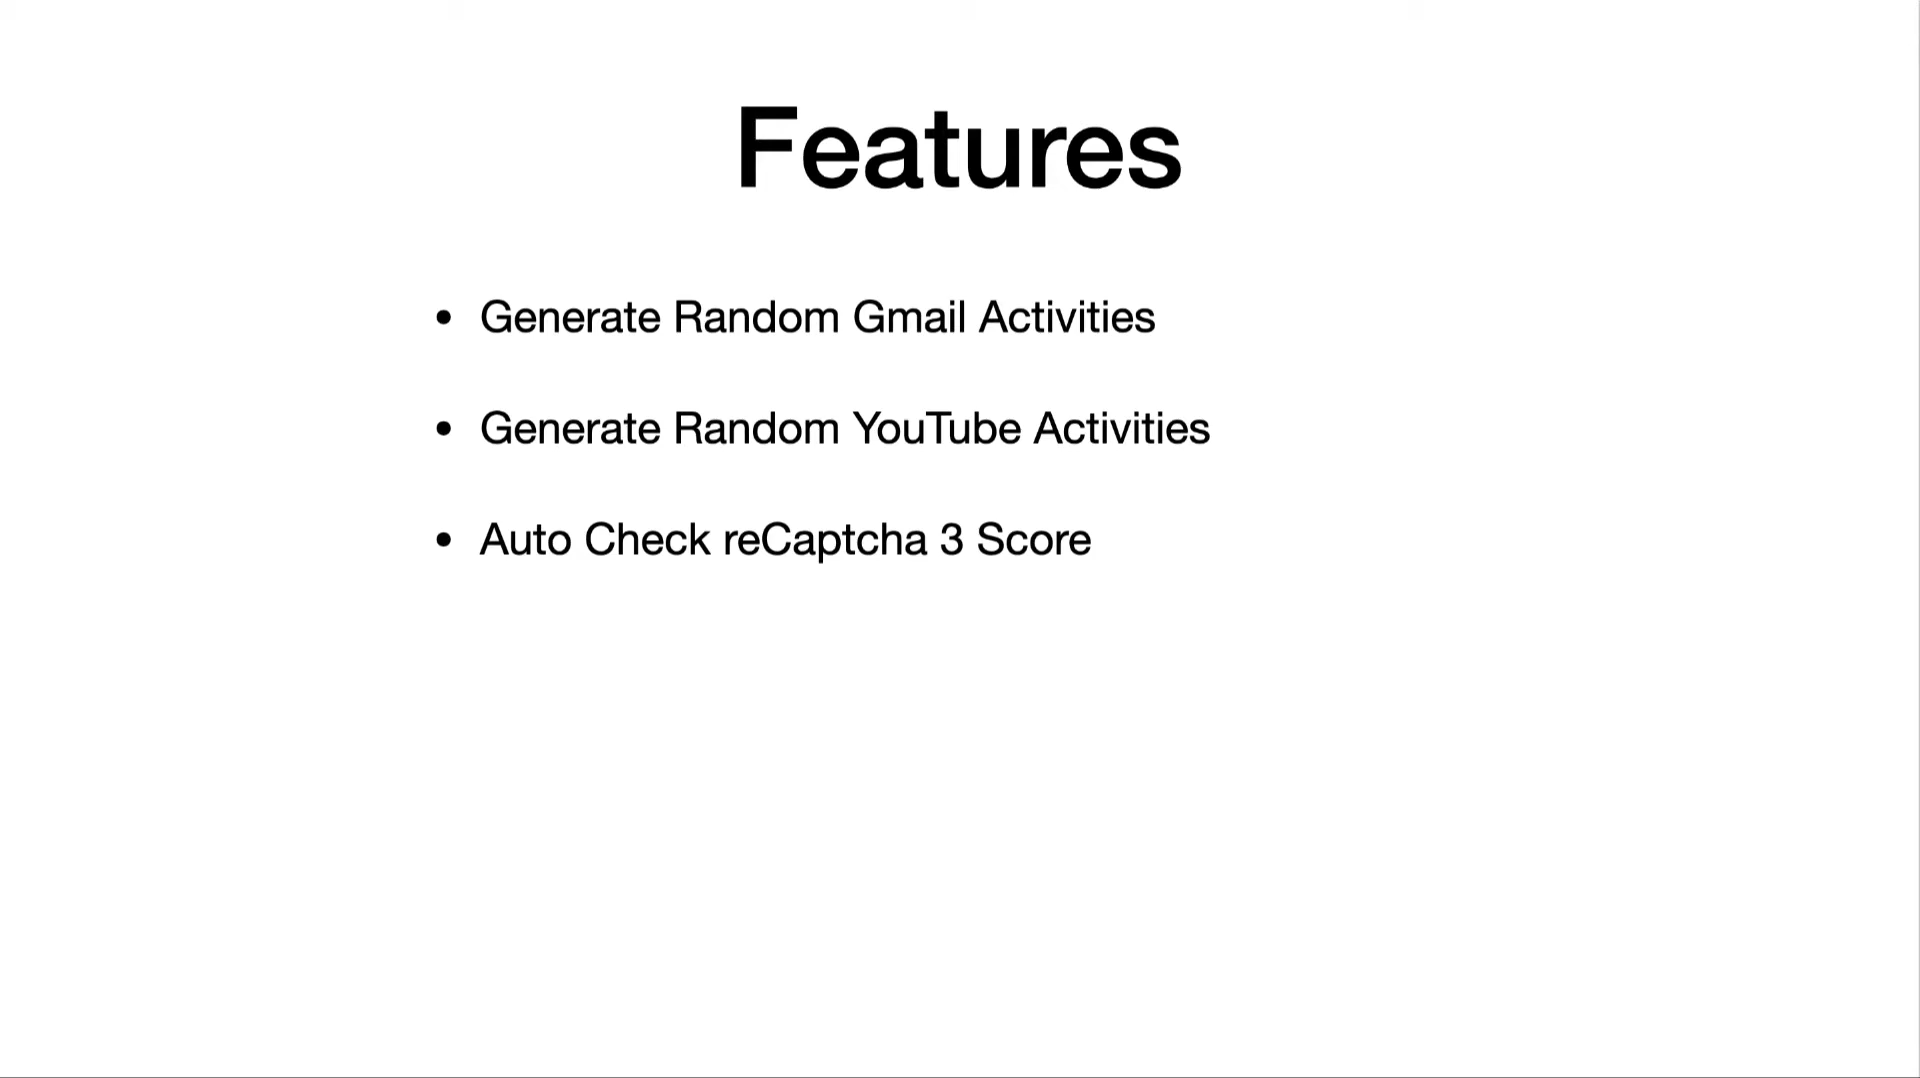 Features
• Generate Random Gmail Activities
• Generate Random YouTube Activities
• Auto Check reCaptcha 3 Score